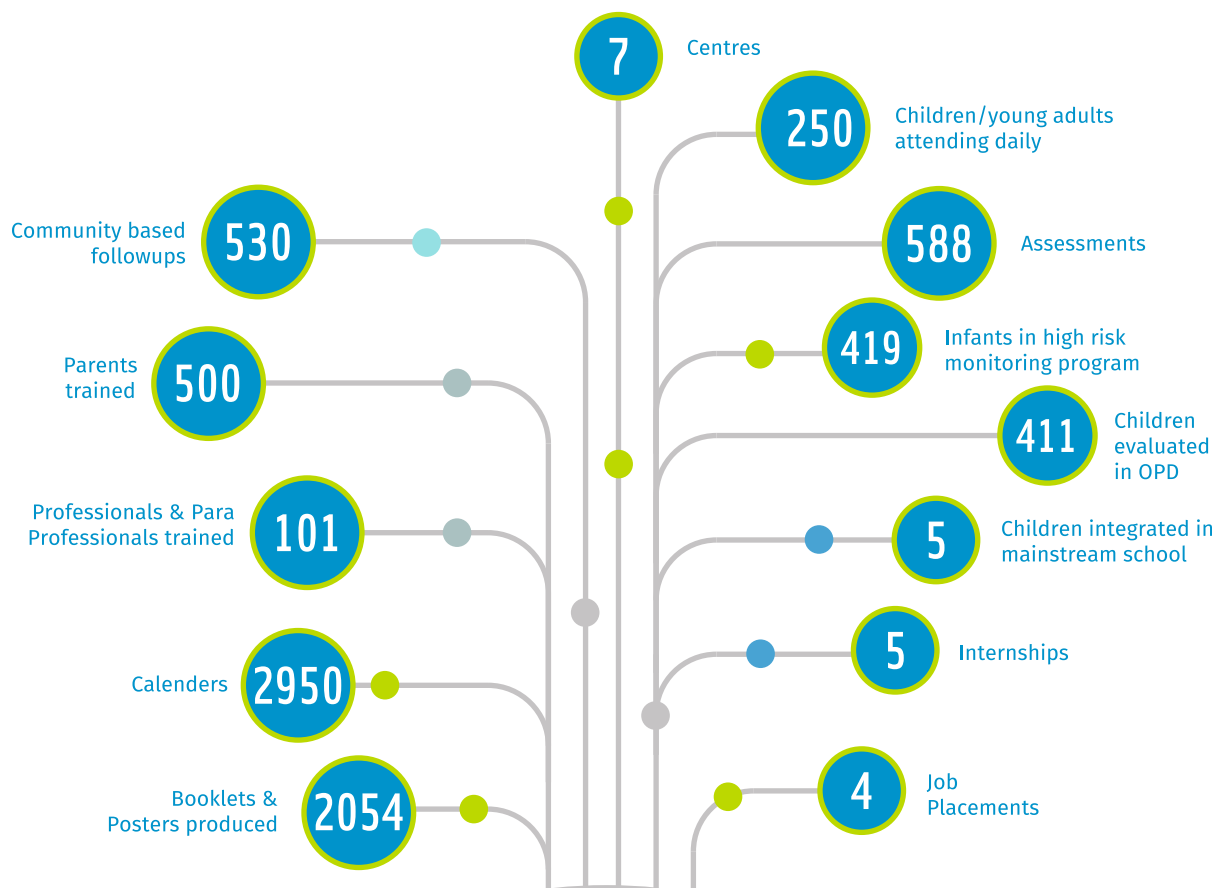 7
Centres
250
Children/young adults
attending daily
530
Community based
followups
588
Assessments
419
Infants in high risk
monitoring program
500
Parents
trained
411
Children
evaluated
in OPD
101
Professionals & Para
Professionals trained
5
Children integrated in
mainstream school
5
Internships
2950
Calenders
4
Job
Placements
2054
Booklets &
Posters produced